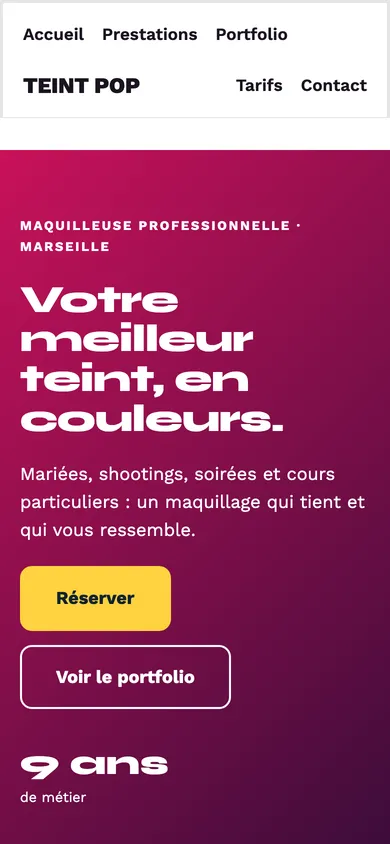 Accueil Prestations Portfolio
TEINT POP Tarifs Contact
MAQUILLEUSE PROFESSIONNELLE ·
MARSEILLE
Votre
meilleur
teint, en
couleurs.
Mariées, shootings, soirées et cours
particuliers : un maquillage qui tient et
qui vous ressemble.
Réserver
Voir le portfolio
9 ans
de métier